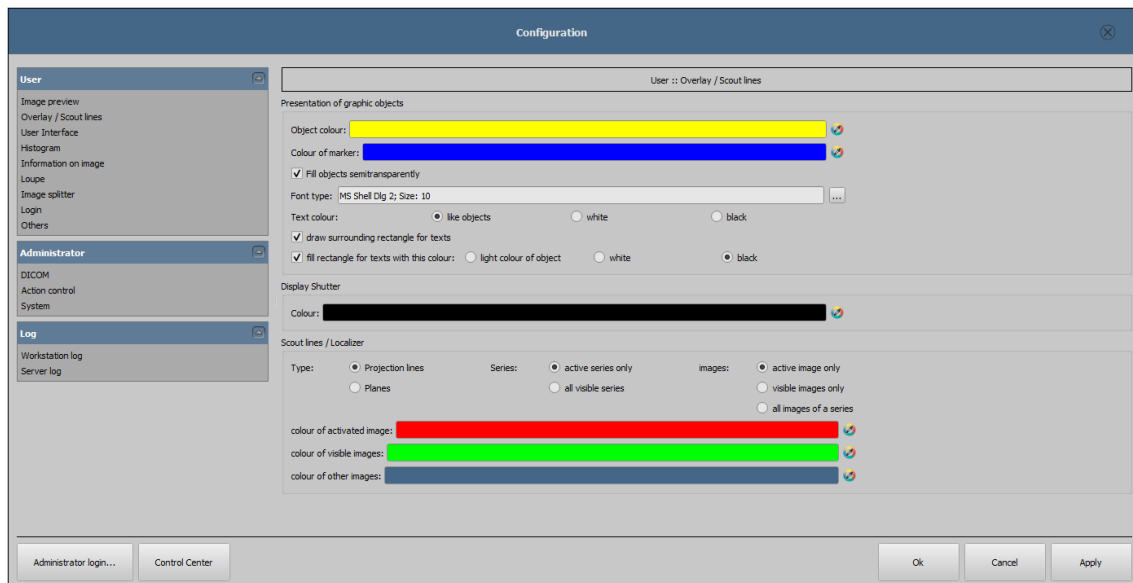 Configuration
User
Image preview
Overlay / Scout lines
User Interface
Histogram
Information on image
Loupe
Image splitter
Login
Others
Administrator
DICOM
Action control
System
Log
Workstation log
Server log
User :: Overlay / Scout lines
Presentation of graphic objects
Object colour:
Colour of marker:
Fill objects semitransparently
Font type: MS Shell Dlg 2; Size: 10 ...
Text colour: like objects white black
draw surrounding rectangle for texts
fill rectangle for texts with this colour: light colour of object white black
Display Shutter
Colour:
Scout lines / Localizer
Type: Projection lines Series: active series only images: active image only
Planes all visible series visible images only
all images of a series
colour of activated image:
colour of visible images:
colour of other images:
Administrator login... Control Center Ok Cancel Apply